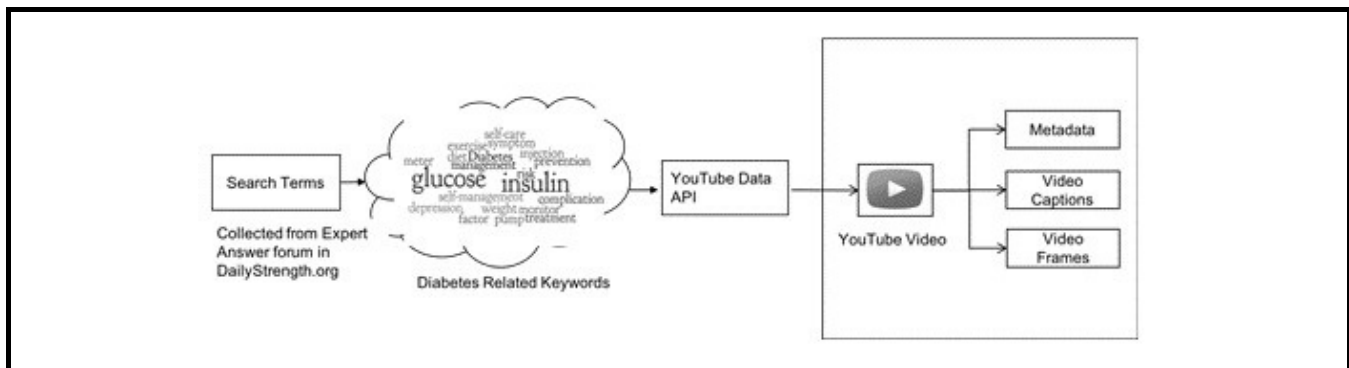 Search Terms
Collected from Expert
Answer forum in
DailyStrength.org
self-care
exercise symptom
meter diet Diabetes injection
management risk prevention
glucose insulin
self-management complication
depression weight monitor
factor pump treatment
Diabetes Related Keywords
YouTube Data
API
YouTube Video
Metadata
Video
Captions
Video
Frames